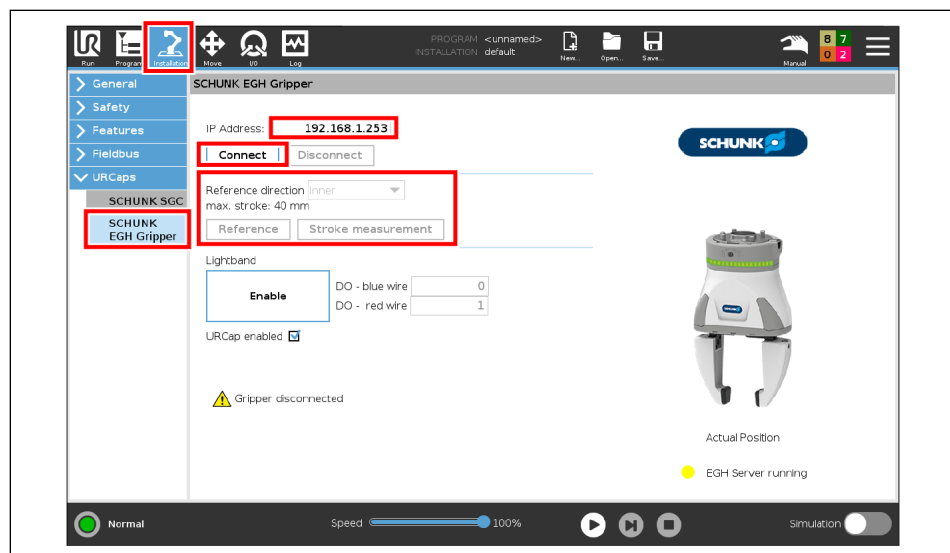 PROGRAM <unnamed>
INSTALLATION default
Run Program Installation Move I/O Log New... Open... Save... Manual
8 7
0 2
General
Safety
Features
Fieldbus
URCaps
SCHUNK SGC
SCHUNK
EGH Gripper
SCHUNK EGH Gripper
IP Address: 192.168.1.253
Connect Disconnect
Reference direction Inner
max. stroke: 40 mm
Reference Stroke measurement
Lightband
Enable
DO - blue wire 0
DO - red wire 1
URCap enabled
Gripper disconnected
SCHUNK
Actual Position
EGH Server running
Normal Speed 100% Simulation